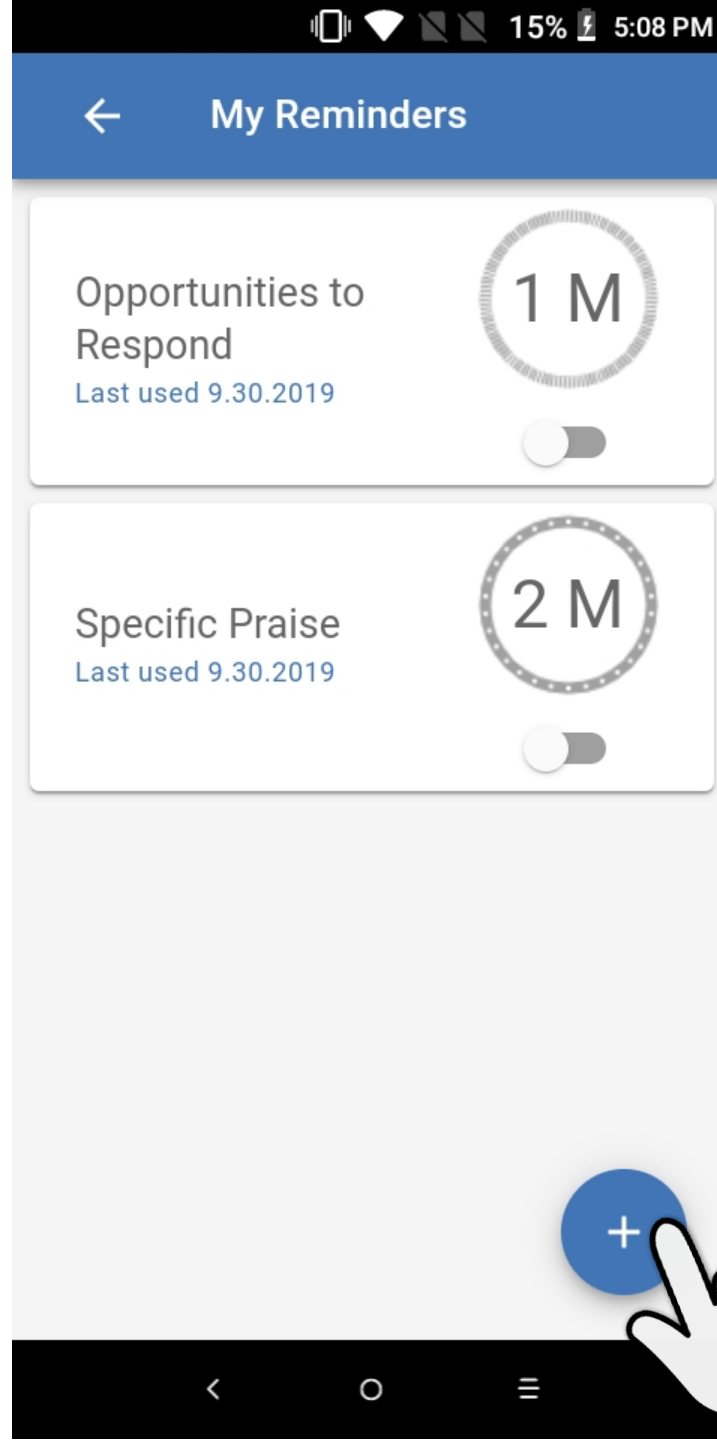 15% 5:08 PM
My Reminders
Opportunities to
Respond
Last used 9.30.2019
1 M
Specific Praise
Last used 9.30.2019
2 M
+